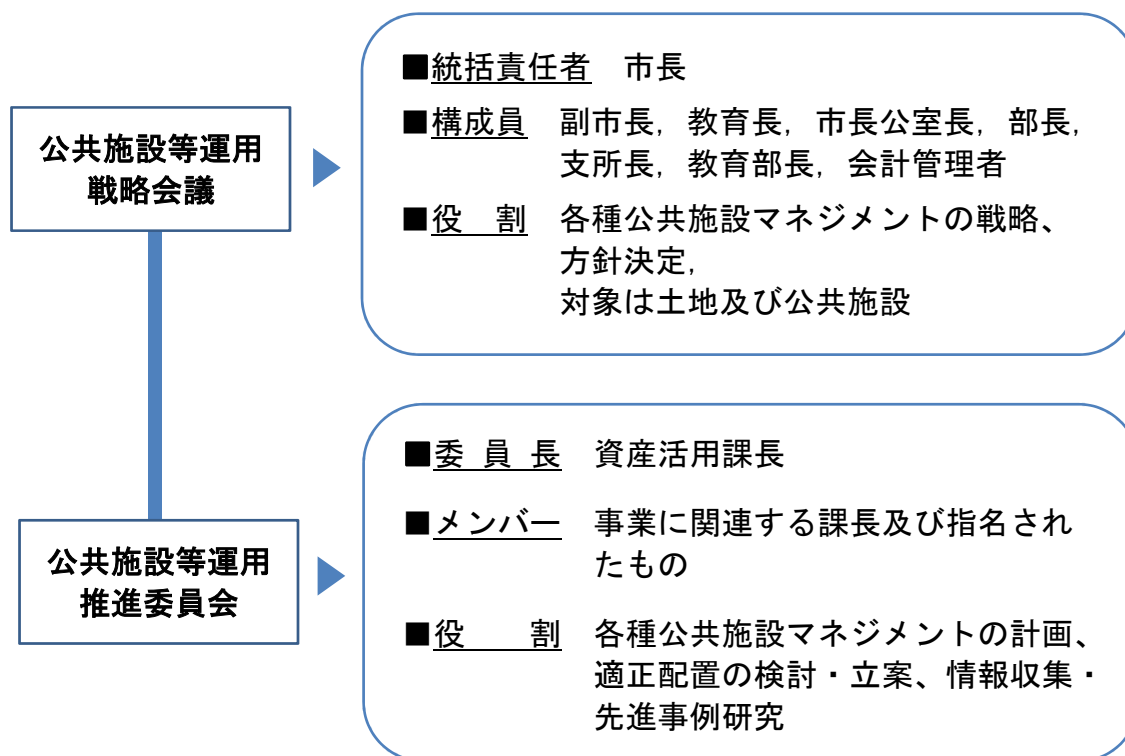 公共施設等運用
戦略会議
■統括責任者　市長
■構成員　副市長，教育長，市長公室長，部長，
支所長，教育部長，会計管理者
■役　割　各種公共施設マネジメントの戦略、
方針決定，
対象は土地及び公共施設
公共施設等運用
推進委員会
■委 員 長　資産活用課長
■メンバー　事業に関連する課長及び指名され
たもの
■役　　割　各種公共施設マネジメントの計画、
適正配置の検討・立案、情報収集・
先進事例研究